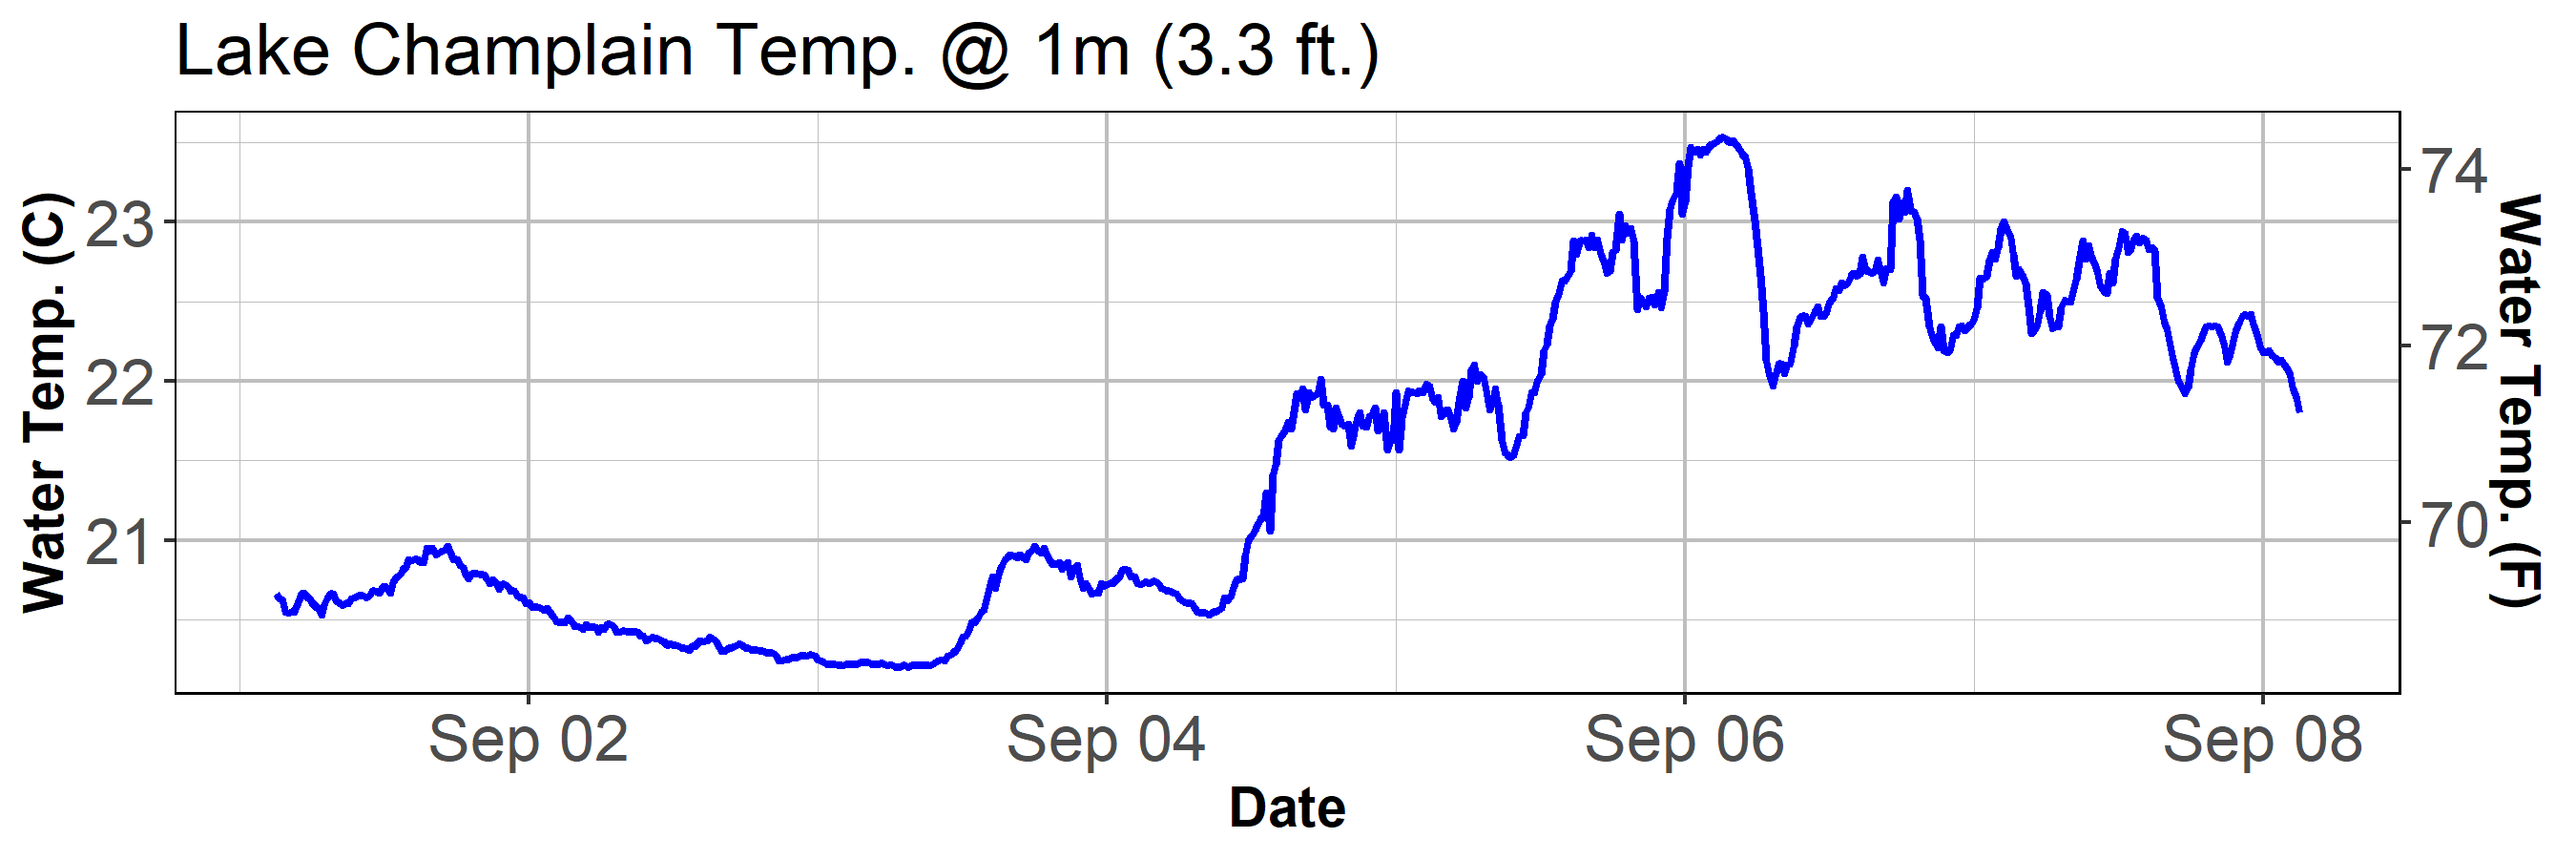 Lake Champlain Temp. @ 1m (3.3 ft.)
Water Temp. (C)
23
22
21
74
72
70
Water Temp. (F)
Sep 02
Sep 04
Sep 06
Sep 08
Date